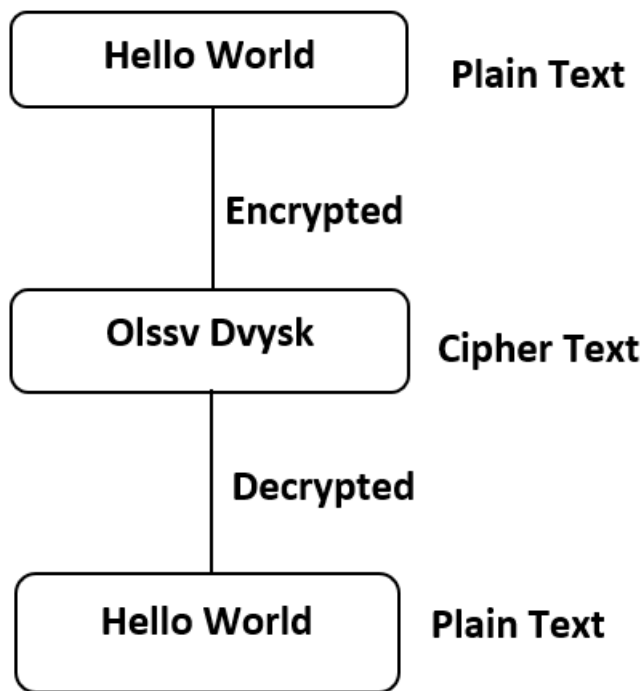 Hello World
Plain Text
Encrypted
Olssv Dvysk
Cipher Text
Decrypted
Hello World
Plain Text